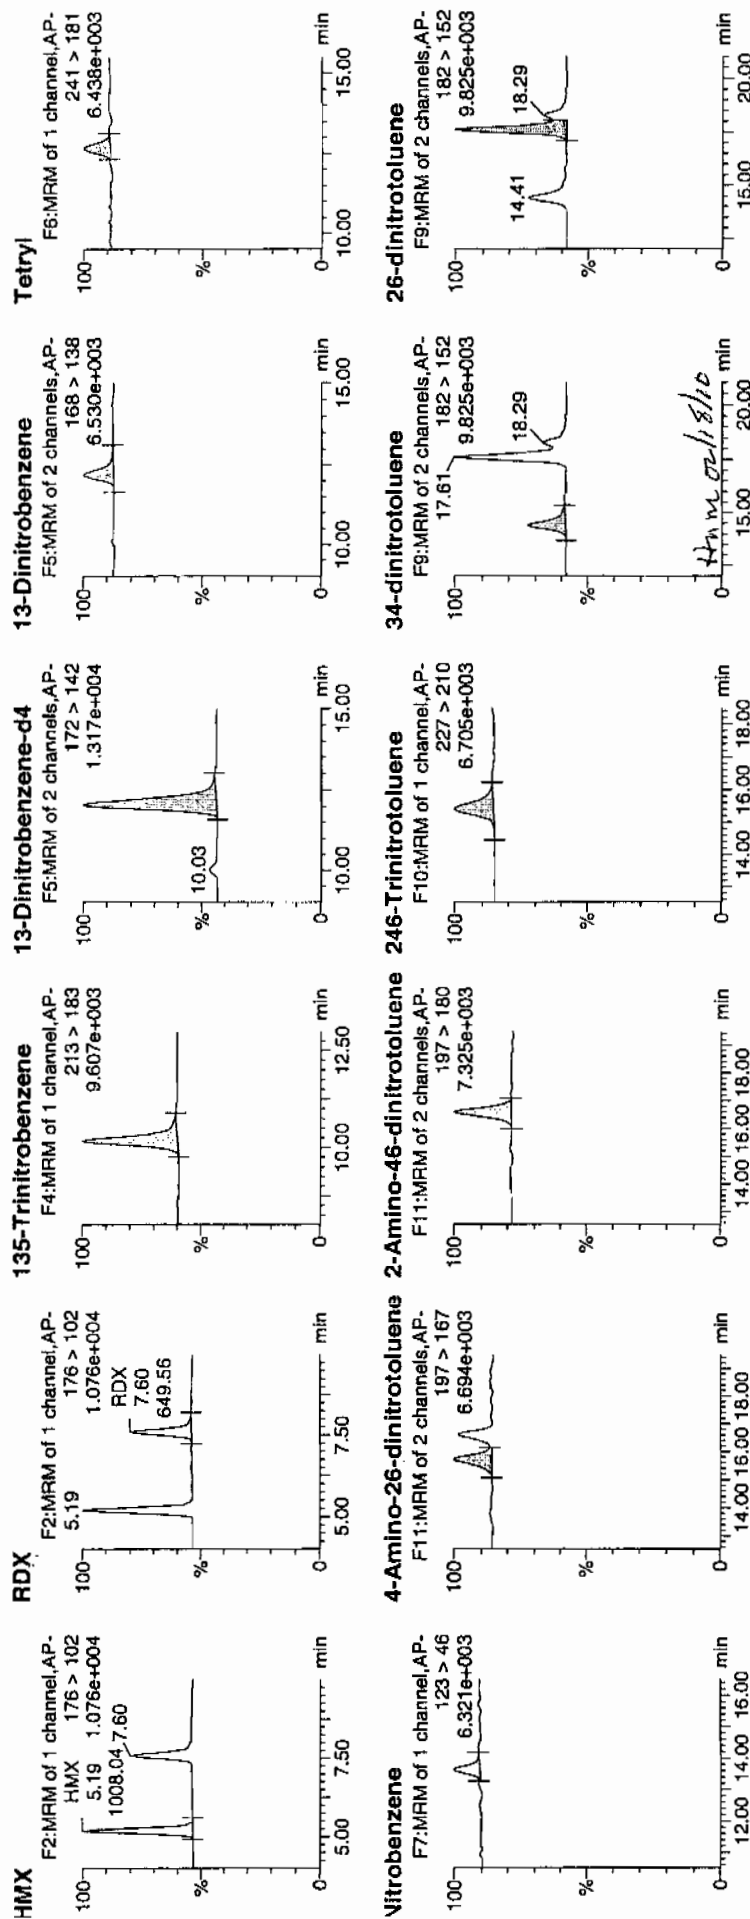 HMX
F2:MRM of 1 channel,AP-
HMX 176 > 102
5.19 1.076e+004
1008.04 7.60
100
%
0
5.00 7.50 min
RDX
F2:MRM of 1 channel,AP-
5.19 176 > 102
1.076e+004
RDX
7.60
649.56
100
%
0
5.00 7.50 min
135-Trinitrobenzene
F4:MRM of 1 channel,AP-
213 > 183
9.607e+003
100
%
0
10.00 12.50 min
13-Dinitrobenzene-d4
F5:MRM of 2 channels,AP-
172 > 142
1.317e+004
10.03
100
%
0
10.00 15.00 min
13-Dinitrobenzene
F5:MRM of 2 channels,AP-
168 > 138
6.530e+003
100
%
0
10.00 15.00 min
Tetryl
F6:MRM of 1 channel,AP-
241 > 181
6.438e+003
100
%
0
10.00 15.00 min
Nitrobenzene
F7:MRM of 1 channel,AP-
123 > 46
6.321e+003
100
%
0
12.00 14.00 16.00 min
4-Amino-26-dinitrotoluene
F11:MRM of 2 channels,AP-
197 > 167
6.694e+003
100
%
0
14.00 16.00 18.00 min
2-Amino-46-dinitrotoluene
F11:MRM of 2 channels,AP-
197 > 180
7.325e+003
100
%
0
14.00 16.00 18.00 min
246-Trinitrotoluene
F10:MRM of 1 channel,AP-
227 > 210
6.705e+003
100
%
0
14.00 16.00 18.00 min
34-dinitrotoluene
F9:MRM of 2 channels,AP-
17.61 182 > 152
9.825e+003
18.29
100
%
0
15.00 20.00 min
02/18/10
26-dinitrotoluene
F9:MRM of 2 channels,AP-
182 > 152
9.825e+003
14.41 18.29
100
%
0
15.00 20.00 min